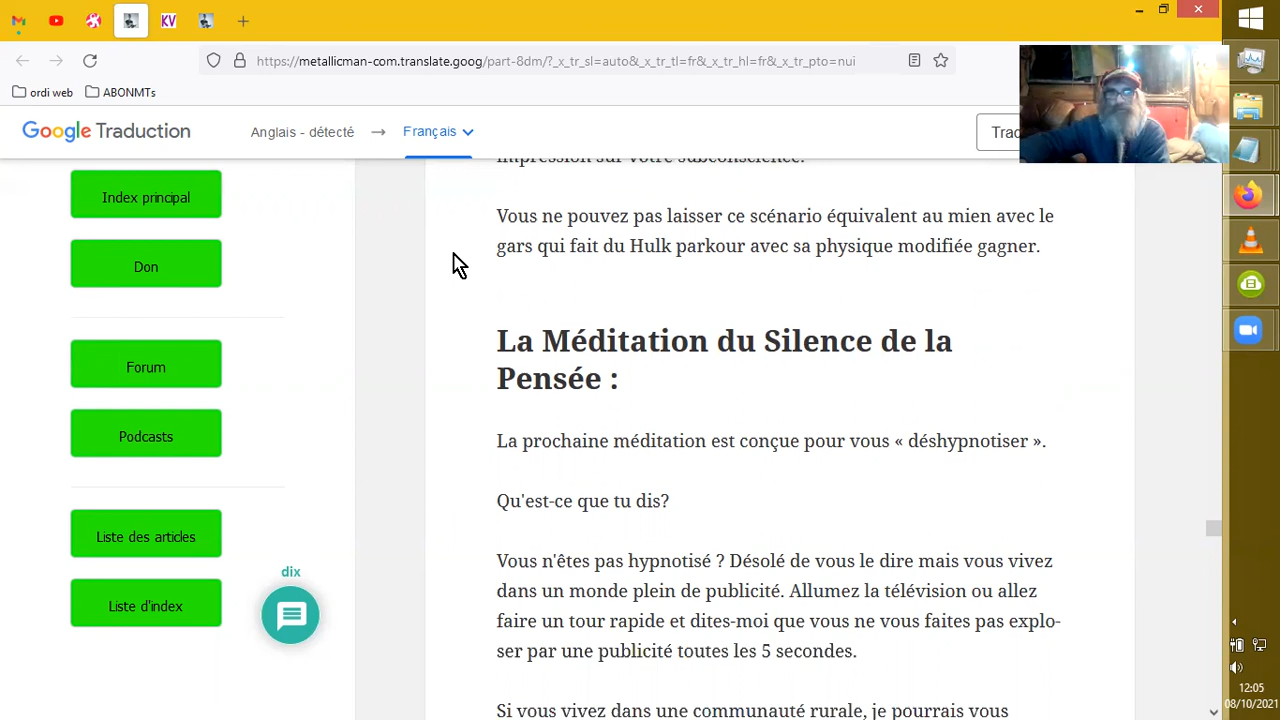 KV
https://metallicman-com.translate.goog/part-8dht/?_x_tr_sl=auto&_x_tr_tl=fr&_x_tr_hl=fr&_x_tr_pto=nui
ordi web
ABONMTs
Google Traduction
Anglais - détecté
Français
Trad
impression sur votre subconscience.
Index principal
Don
Forum
Podcasts
Liste des articles
Liste d'index
dix
Vous ne pouvez pas laisser ce scénario équivalent au mien avec le
gars qui fait du Hulk parkour avec sa physique modifiée gagner.
La Méditation du Silence de la
Pensée :
La prochaine méditation est conçue pour vous « déshypnotiser ».
Qu'est-ce que tu dis?
Vous n'êtes pas hypnotisé ? Désolé de vous le dire mais vous vivez
dans un monde plein de publicité. Allumez la télévision ou allez
faire un tour rapide et dites-moi que vous ne vous faites pas explo-
ser par une publicité toutes les 5 secondes.
Si vous vivez dans une communauté rurale, je pourrais vous
12:05
08/10/2021